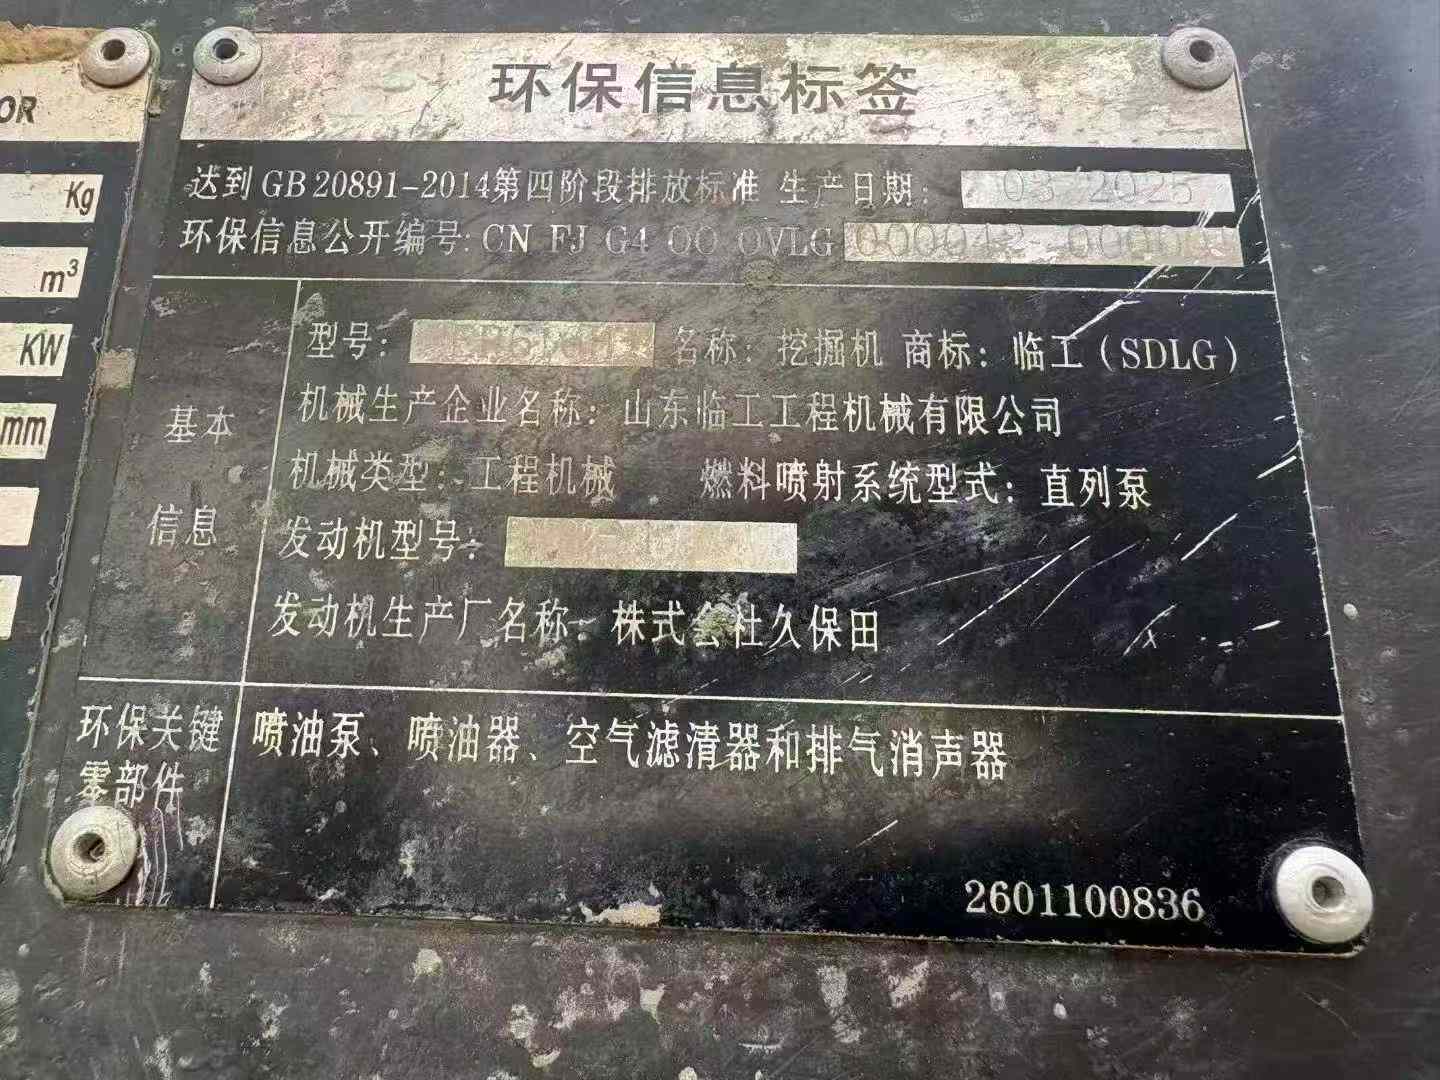 OR
Kg
m³
KW
mm
环保信息标签
达到 GB 20891-2014第四阶段排放标准 生产日期: 03/2025
环保信息公开编号: CN FJ G4 00 0VLG
基本信息
型号: 名称: 挖掘机 商标: 临工(SDLG)
机械生产企业名称: 山东临工工程机械有限公司
机械类型: 工程机械 燃料喷射系统型式: 直列泵
发动机型号:
发动机生产厂名称: 株式会社久保田
环保关键零部件
喷油泵、喷油器、空气滤清器和排气消声器
2601100836